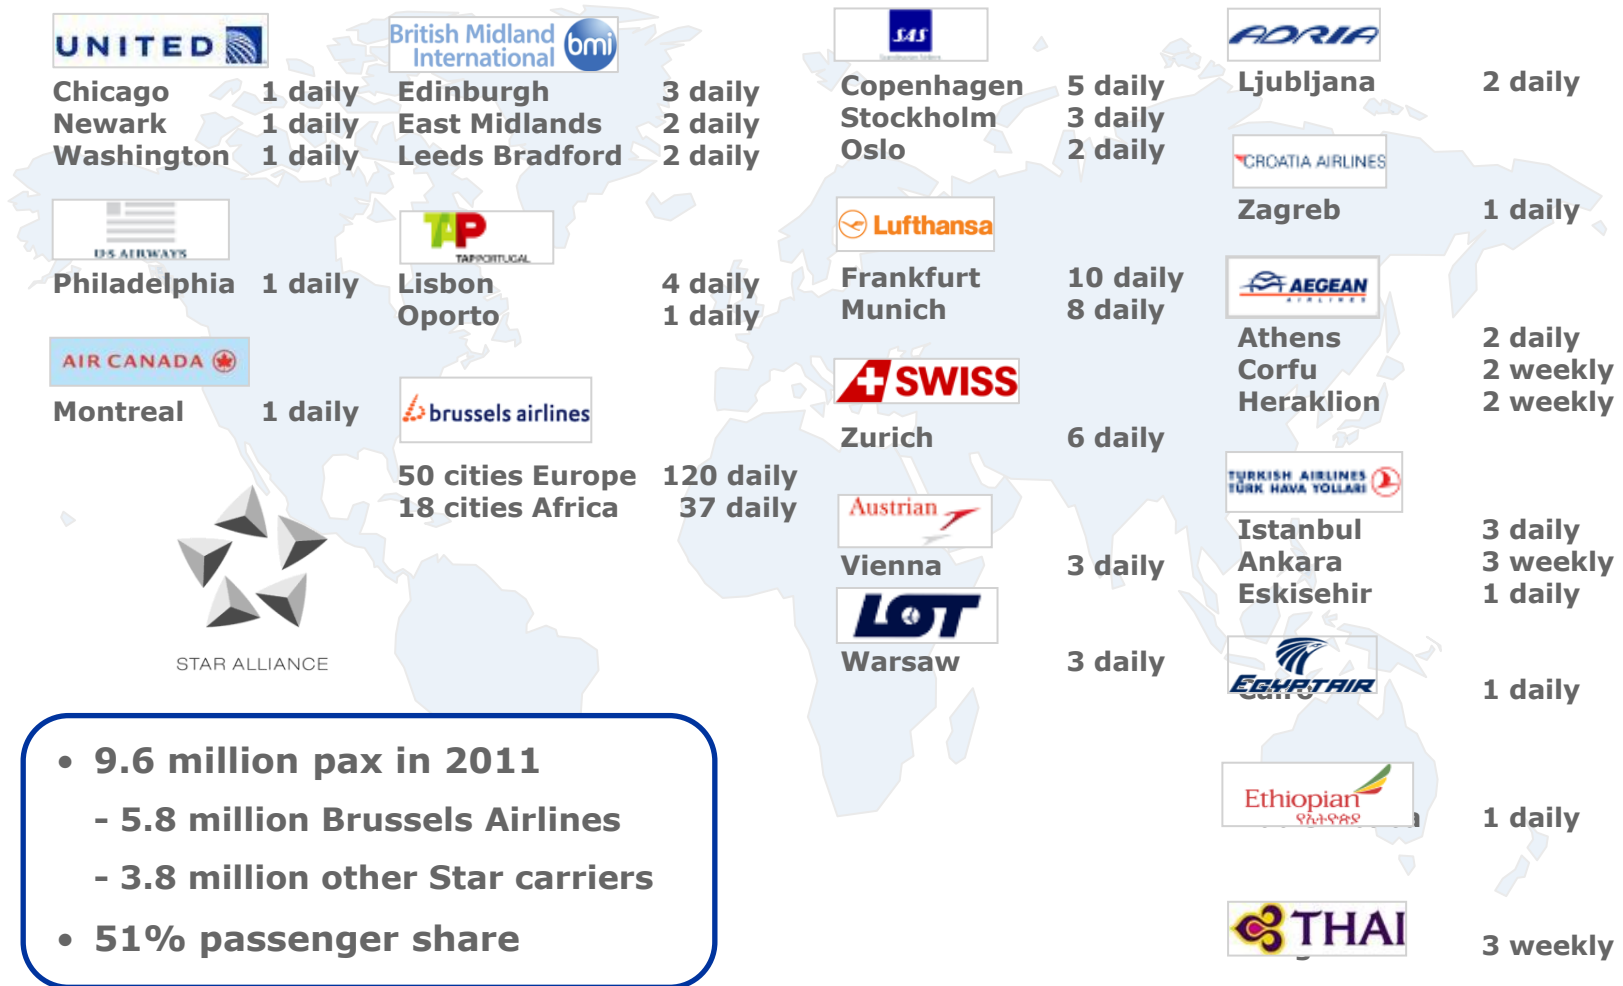 UNITED
Chicago 1 daily
Newark 1 daily
Washington 1 daily
US AIRWAYS
Philadelphia 1 daily
AIR CANADA
Montreal 1 daily
STAR ALLIANCE
British Midland
International bmi
Edinburgh 3 daily
East Midlands 2 daily
Leeds Bradford 2 daily
TAP
TAP PORTUGAL
Lisbon 4 daily
Oporto 1 daily
brussels airlines
50 cities Europe 120 daily
18 cities Africa 37 daily
SAS
Scandinavian Airlines
Copenhagen 5 daily
Stockholm 3 daily
Oslo 2 daily
Lufthansa
Frankfurt 10 daily
Munich 8 daily
SWISS
Zurich 6 daily
Austrian
Vienna 3 daily
LOT
Warsaw 3 daily
ADRIA
Ljubljana 2 daily
CROATIA AIRLINES
Zagreb 1 daily
AEGEAN
AIRLINES
Athens 2 daily
Corfu 2 weekly
Heraklion 2 weekly
TURKISH AIRLINES
TÜRK HAVA YOLLARI
Istanbul 3 daily
Ankara 3 weekly
Eskisehir 1 daily
EGYPTAIR
Cairo 1 daily
Ethiopian
የኢትዮጵያ
1 daily
THAI
3 weekly
• 9.6 million pax in 2011
- 5.8 million Brussels Airlines
- 3.8 million other Star carriers
• 51% passenger share